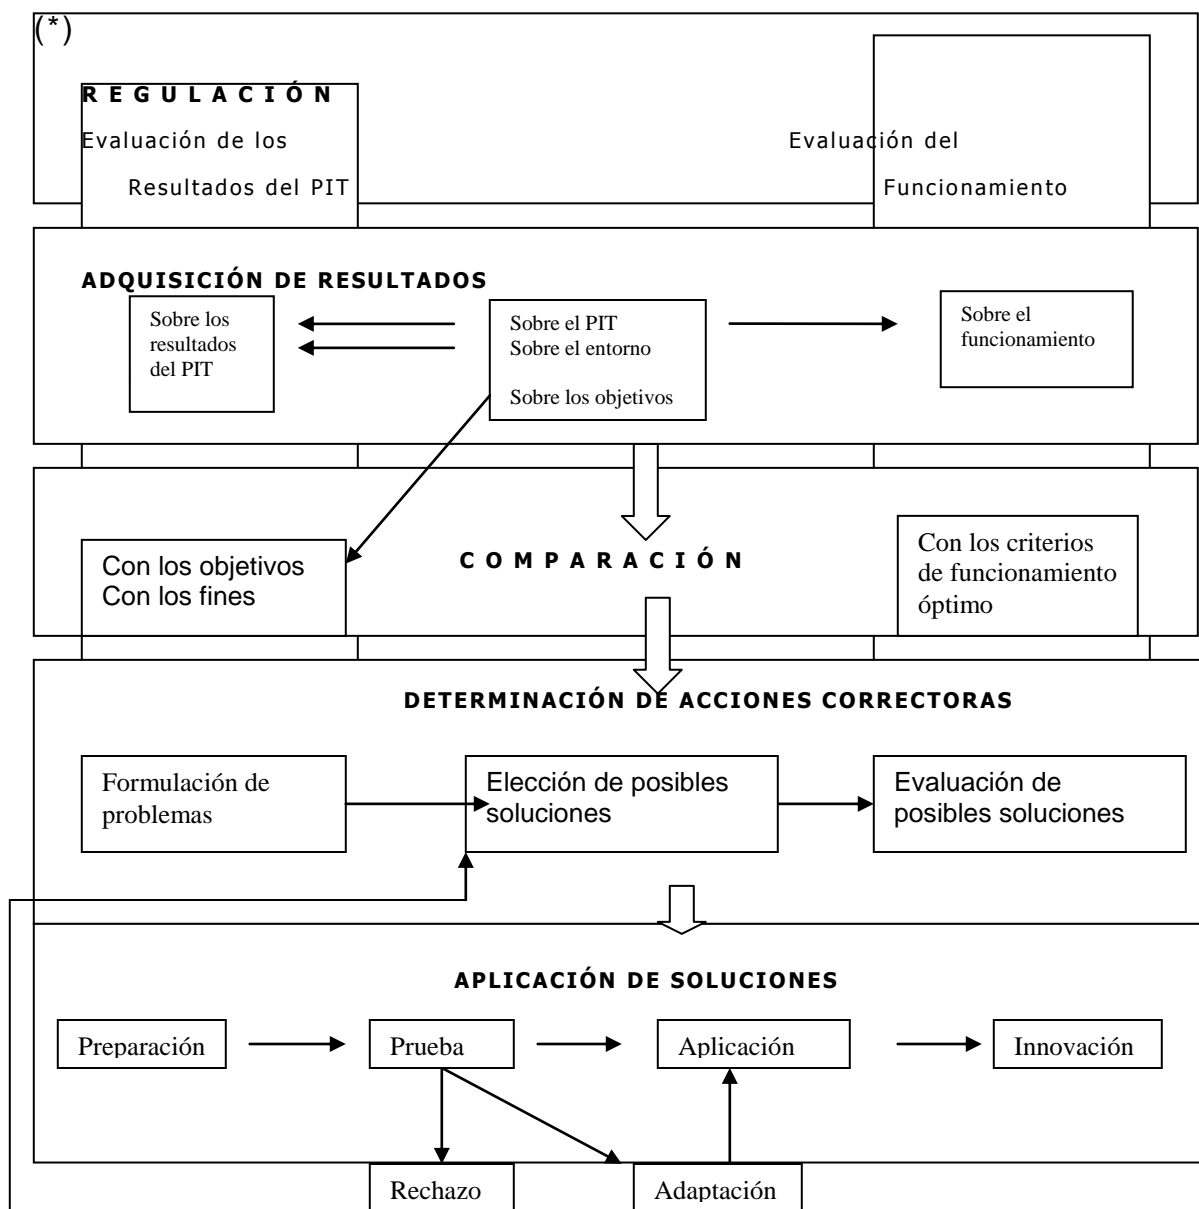 (*)
R E G U L A C I Ó N
Evaluación de los
Resultados del PIT
Evaluación del
Funcionamiento
ADQUISICIÓN DE RESULTADOS
Sobre los
resultados
del PIT
Sobre el PIT
Sobre el entorno
Sobre los objetivos
Sobre el
funcionamiento
Con los objetivos
Con los fines
C O M P A R A C I Ó N
Con los criterios
de funcionamiento
óptimo
DETERMINACIÓN DE ACCIONES CORRECTORAS
Formulación de
problemas
Elección de posibles
soluciones
Evaluación de
posibles soluciones
APLICACIÓN DE SOLUCIONES
Preparación
Prueba
Aplicación
Innovación
Rechazo
Adaptación